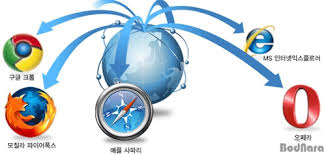 구글 크롬
MS 인터넷익스플로러
모질라 파이어폭스
애플 사파리
오페라
BodNara